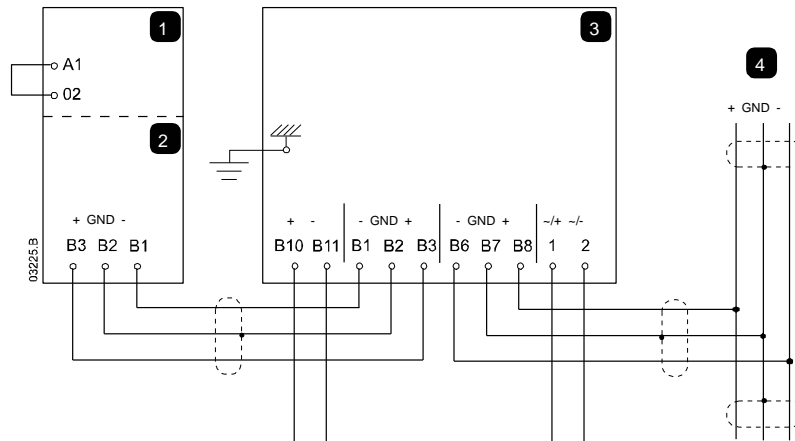 1
A1
02
2
+ GND -
B3 B2 B1
03225.B
3
+ - - GND + - GND + ~/+ ~/-
B10 B11 B1 B2 B3 B6 B7 B8 1 2
4
+ GND -